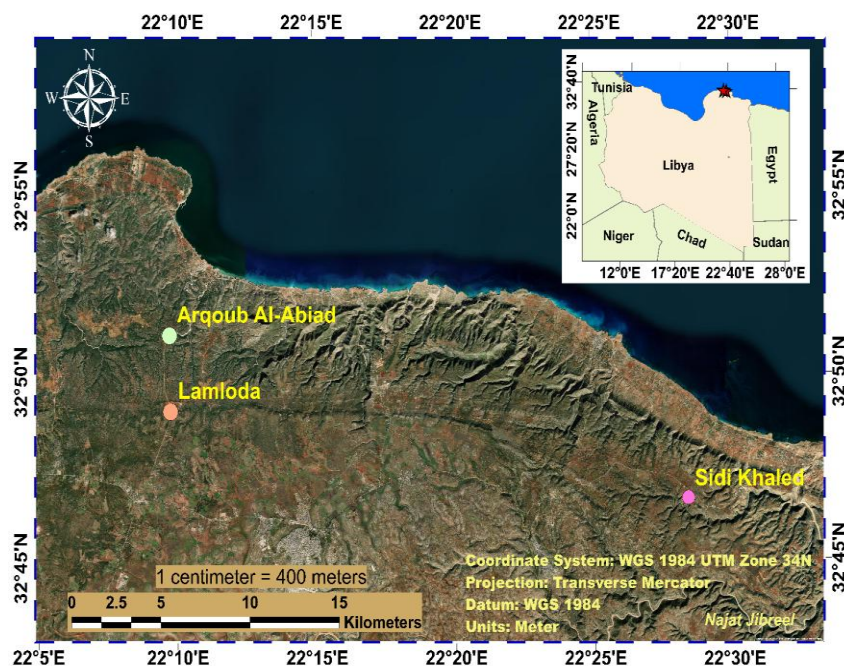 22°10'E 22°15'E 22°20'E 22°25'E 22°30'E
N
W E
S
32°55'N
32°50'N
32°45'N
32°55'N
32°50'N
32°45'N
32°40'N
27°20'N
22°0'N
Tunisia
Algeria
Libya
Egypt
Niger
Chad
Sudan
12°0'E 17°20'E 22°40'E 28°0'E
Arqoub Al-Abiad
Lamloda
Sidi Khaled
1 centimeter = 400 meters
0 2.5 5 10 15
Kilometers
Coordinate System: WGS 1984 UTM Zone 34N
Projection: Transverse Mercator
Datum: WGS 1984
Units: Meter
Najat Jibreel
22°5'E 22°10'E 22°15'E 22°20'E 22°25'E 22°30'E